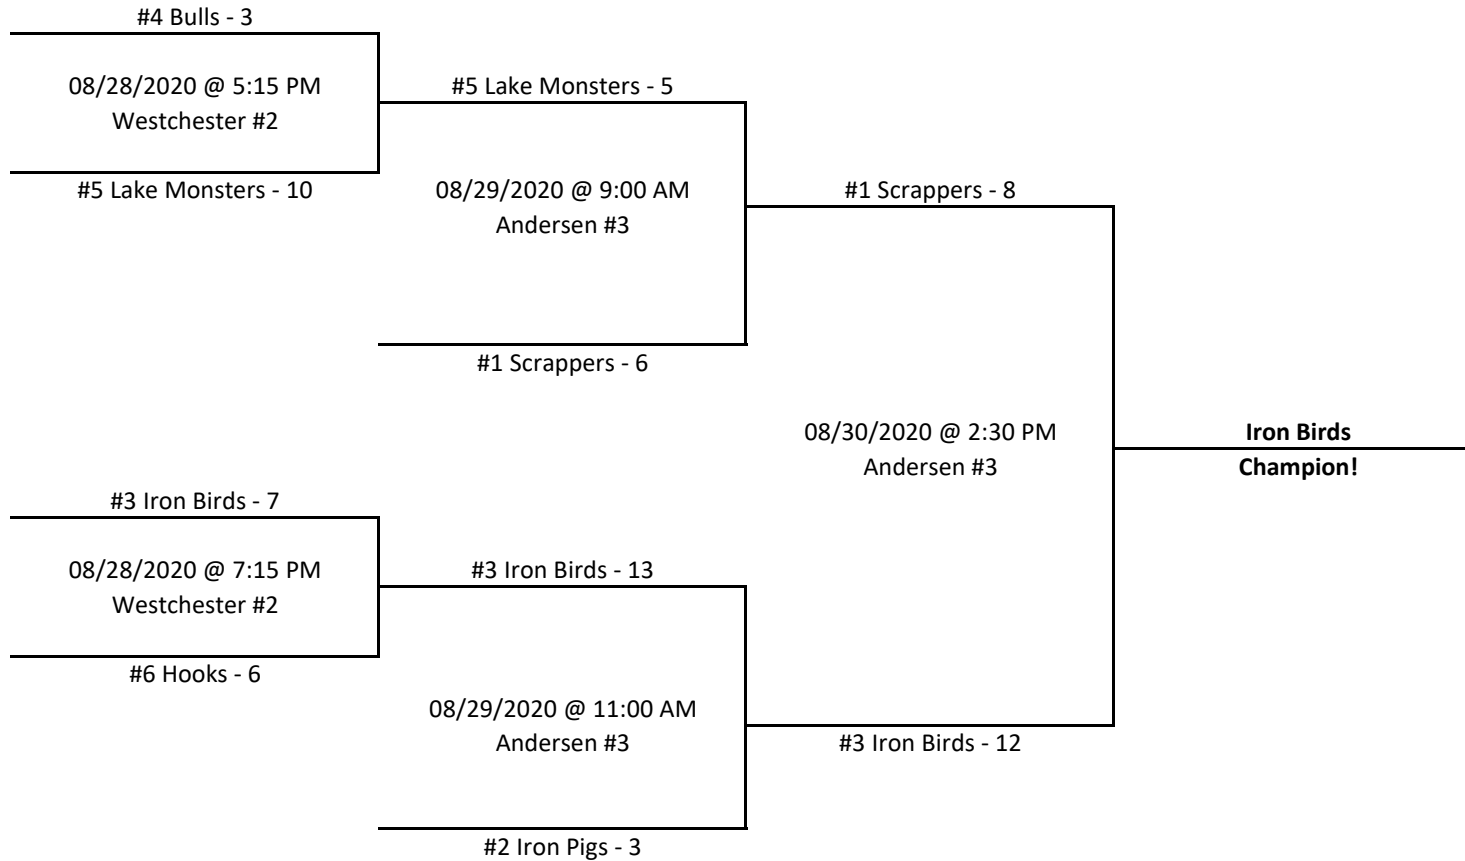 #4 Bulls - 3
08/28/2020 @ 5:15 PM
Westchester #2
#5 Lake Monsters - 10
#5 Lake Monsters - 5
08/29/2020 @ 9:00 AM
Andersen #3
#1 Scrappers - 6
#1 Scrappers - 8
08/30/2020 @ 2:30 PM
Andersen #3
Iron Birds
Champion!
#3 Iron Birds - 7
08/28/2020 @ 7:15 PM
Westchester #2
#6 Hooks - 6
#3 Iron Birds - 13
08/29/2020 @ 11:00 AM
Andersen #3
#2 Iron Pigs - 3
#3 Iron Birds - 12